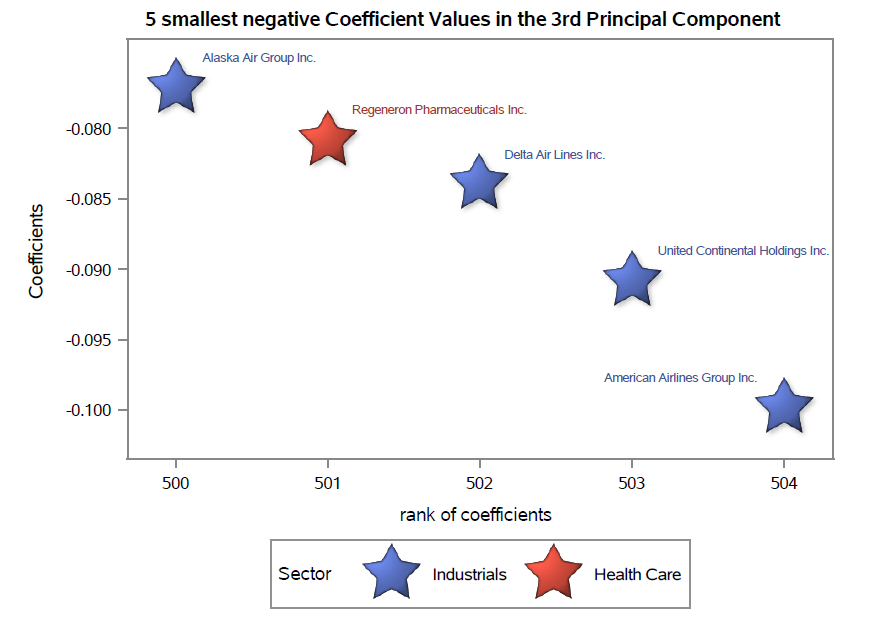 5 smallest negative Coefficient Values in the 3rd Principal Component
Alaska Air Group Inc.
Regeneron Pharmaceuticals Inc.
Delta Air Lines Inc.
United Continental Holdings Inc.
American Airlines Group Inc.
Coefficients
-0.080
-0.085
-0.090
-0.095
-0.100
500 501 502 503 504
rank of coefficients
Sector Industrials Health Care